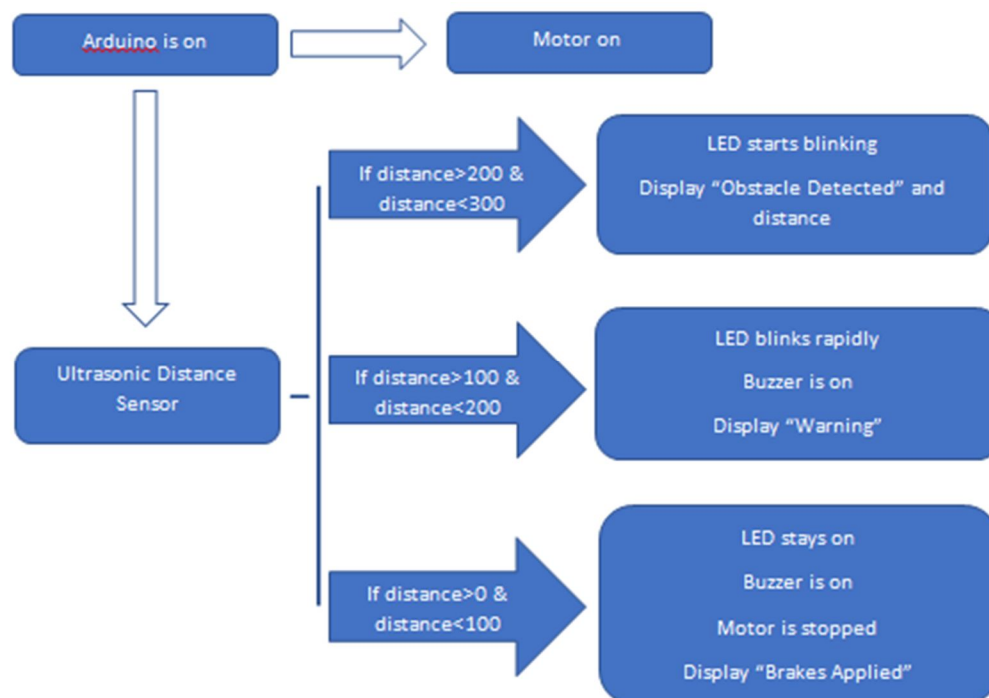 Arduino is on
Motor on
If distance>200 &
distance<300
LED starts blinking
Display “Obstacle Detected” and
distance
Ultrasonic Distance
Sensor
If distance>100 &
distance<200
LED blinks rapidly
Buzzer is on
Display “Warning”
If distance>0 &
distance<100
LED stays on
Buzzer is on
Motor is stopped
Display “Brakes Applied”